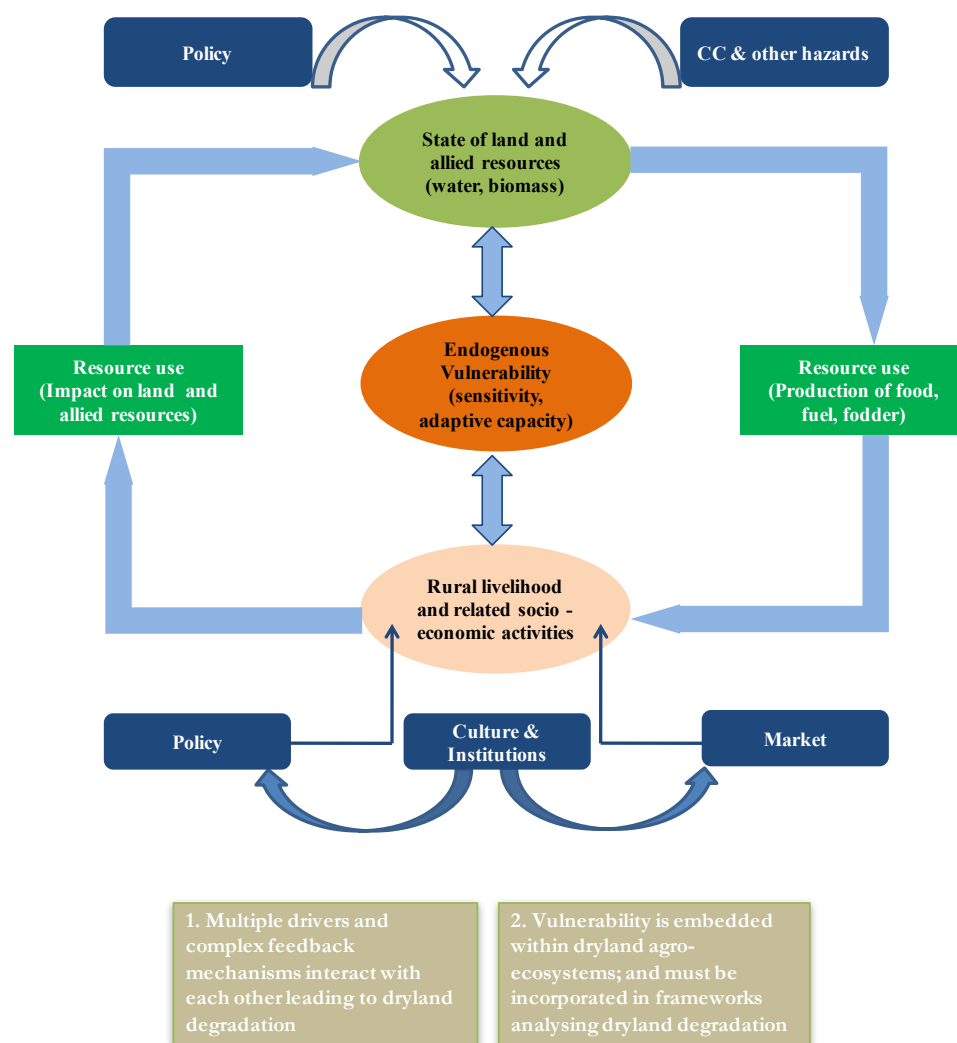 Policy
CC & other hazards
State of land and
allied resources
(water, biomass)
Endogenous
Vulnerability
(sensitivity,
adaptive capacity)
Resource use
(Impact on land and
allied resources)
Resource use
(Production of food,
fuel, fodder)
Rural livelihood
and related socio -
economic activities
Policy
Culture &
Institutions
Market
1. Multiple drivers and
complex feedback
mechanisms interact with
each other leading to dryland
degradation
2. Vulnerability is embedded
within dryland agro-
ecosystems; and must be
incorporated in frameworks
analysing dryland degradation